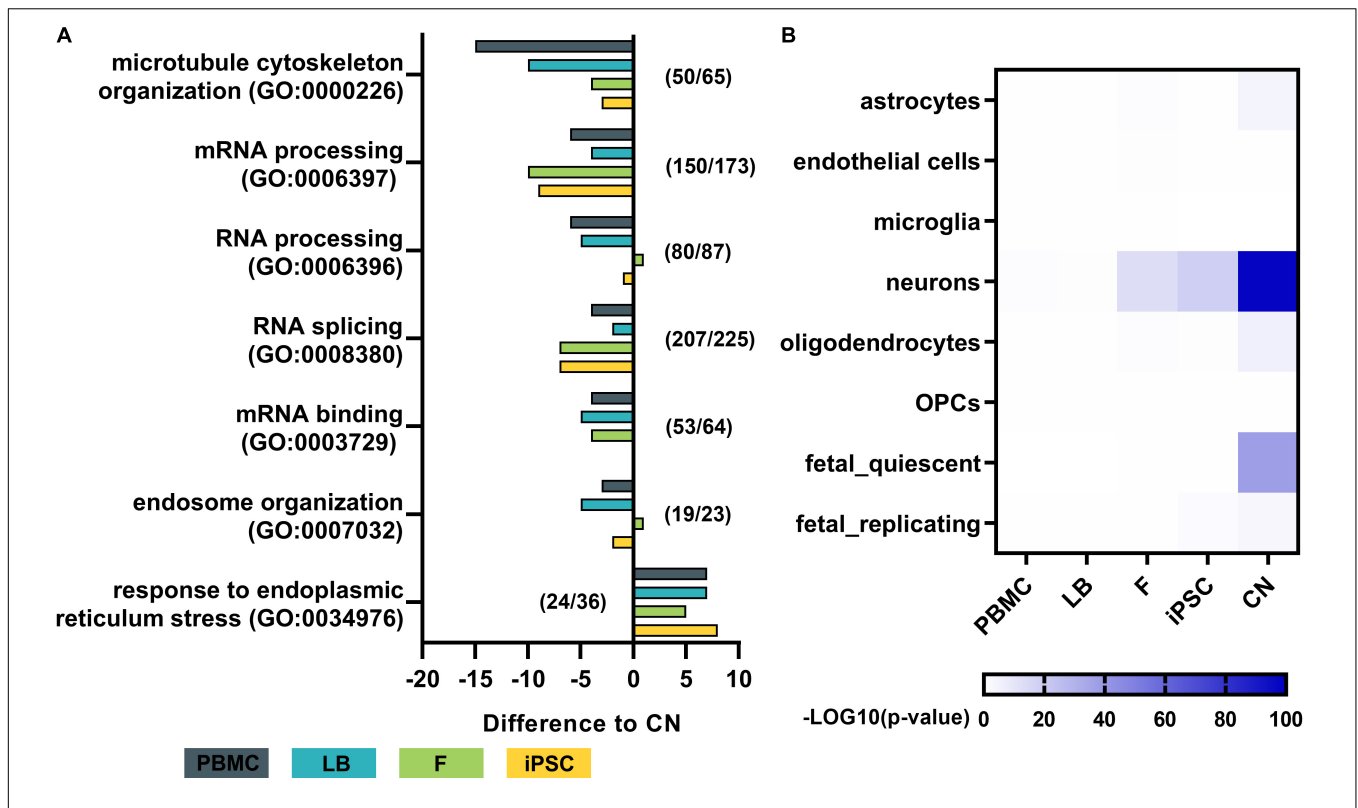 A
microtubule cytoskeleton
organization (GO:0000226)
(50/65)
mRNA processing
(GO:0006397)
(150/173)
RNA processing
(GO:0006396)
(80/87)
RNA splicing
(GO:0008380)
(207/225)
mRNA binding
(GO:0003729)
(53/64)
endosome organization
(GO:0007032)
(19/23)
response to endoplasmic
reticulum stress (GO:0034976)
(24/36)
-20 -15 -10 -5 0 5 10
Difference to CN
PBMC LB F iPSC
B
astrocytes
endothelial cells
microglia
neurons
oligodendrocytes
OPCs
fetal_quiescent
fetal_replicating
PBMC LB F iPSC CN
-LOG10(p-value) 0 20 40 60 80 100